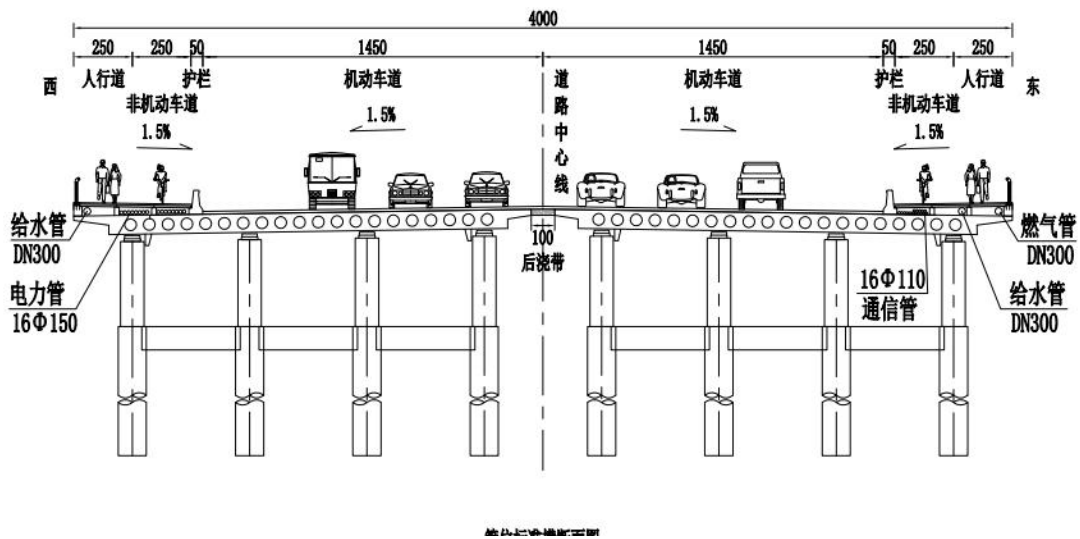 4000
250 250 50 1450 1450 50 250 250
西 人行道 护栏 机动车道 道路中心线 机动车道 护栏 人行道 东
非机动车道 非机动车道
1.5% 1.5% 1.5% 1.5%
给水管
DN300
电力管
16Φ150
100
后浇带
16Φ110
通信管
燃气管
DN300
给水管
DN300